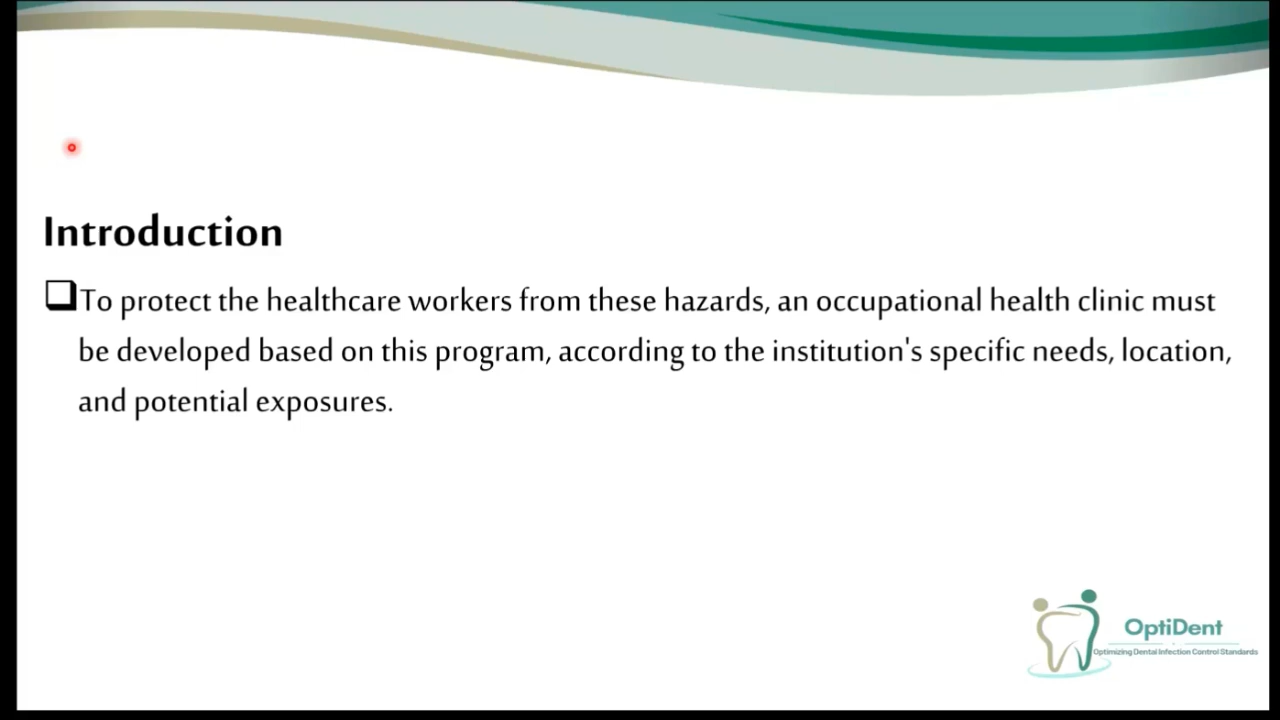 Introduction
To protect the healthcare workers from these hazards, an occupational health clinic must
be developed based on this program, according to the institution's specific needs, location,
and potential exposures.
OptiDent
Optimizing Dental Infection Control Standards